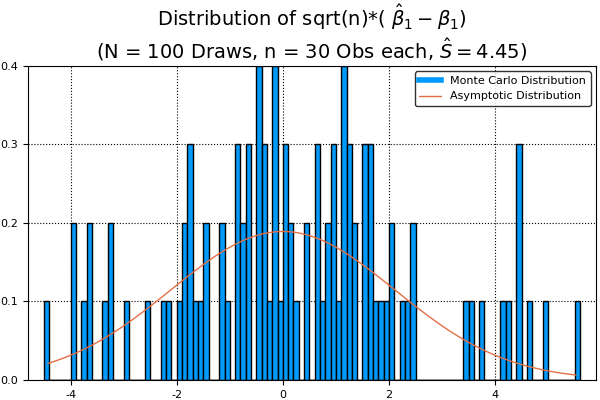 Distribution of sqrt(n)*( β̂₁ − β₁)
(N = 100 Draws, n = 30 Obs each, Ŝ = 4.45)
0.4
Monte Carlo Distribution
Asymptotic Distribution
0.3
0.2
0.1
0.0
-4 -2 0 2 4